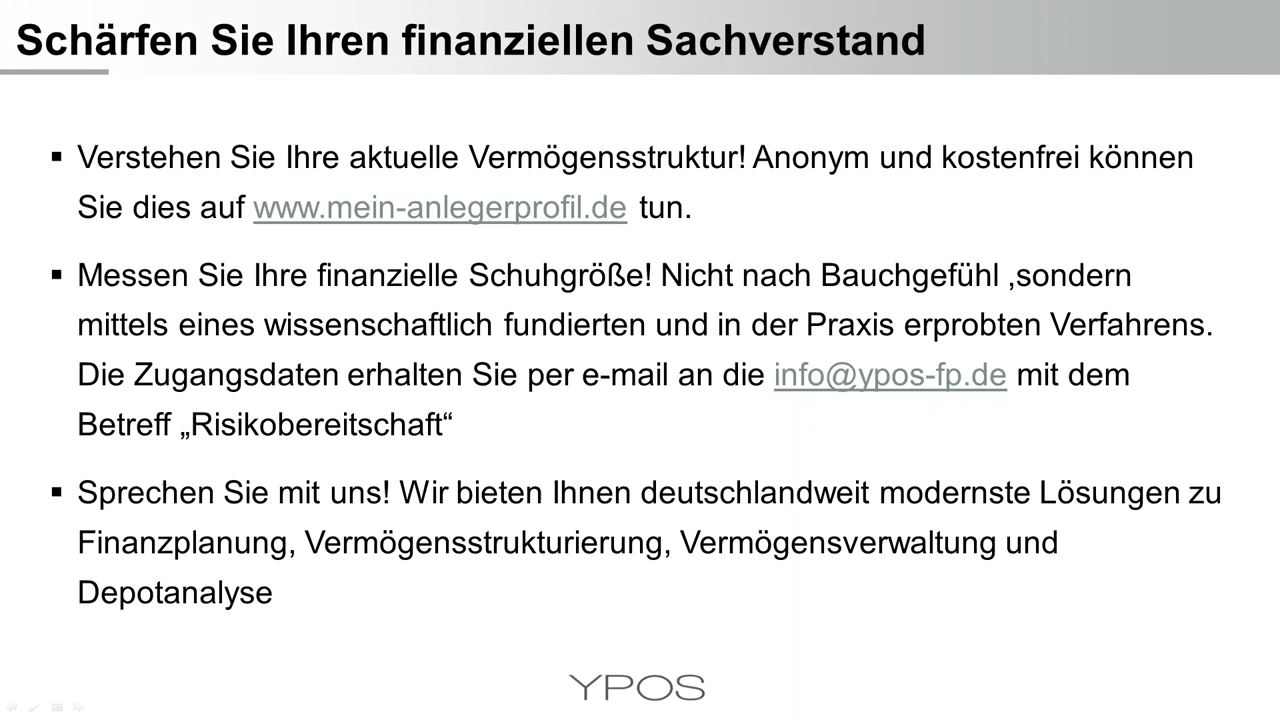 Schärfen Sie Ihren finanziellen Sachverstand
▪ Verstehen Sie Ihre aktuelle Vermögensstruktur! Anonym und kostenfrei können
Sie dies auf www.mein-anlegerprofil.de tun.
▪ Messen Sie Ihre finanzielle Schuhgröße! Nicht nach Bauchgefühl ,sondern
mittels eines wissenschaftlich fundierten und in der Praxis erprobten Verfahrens.
Die Zugangsdaten erhalten Sie per e-mail an die info@ypos-fp.de mit dem
Betreff „Risikobereitschaft“
▪ Sprechen Sie mit uns! Wir bieten Ihnen deutschlandweit modernste Lösungen zu
Finanzplanung, Vermögensstrukturierung, Vermögensverwaltung und
Depotanalyse
YPOS